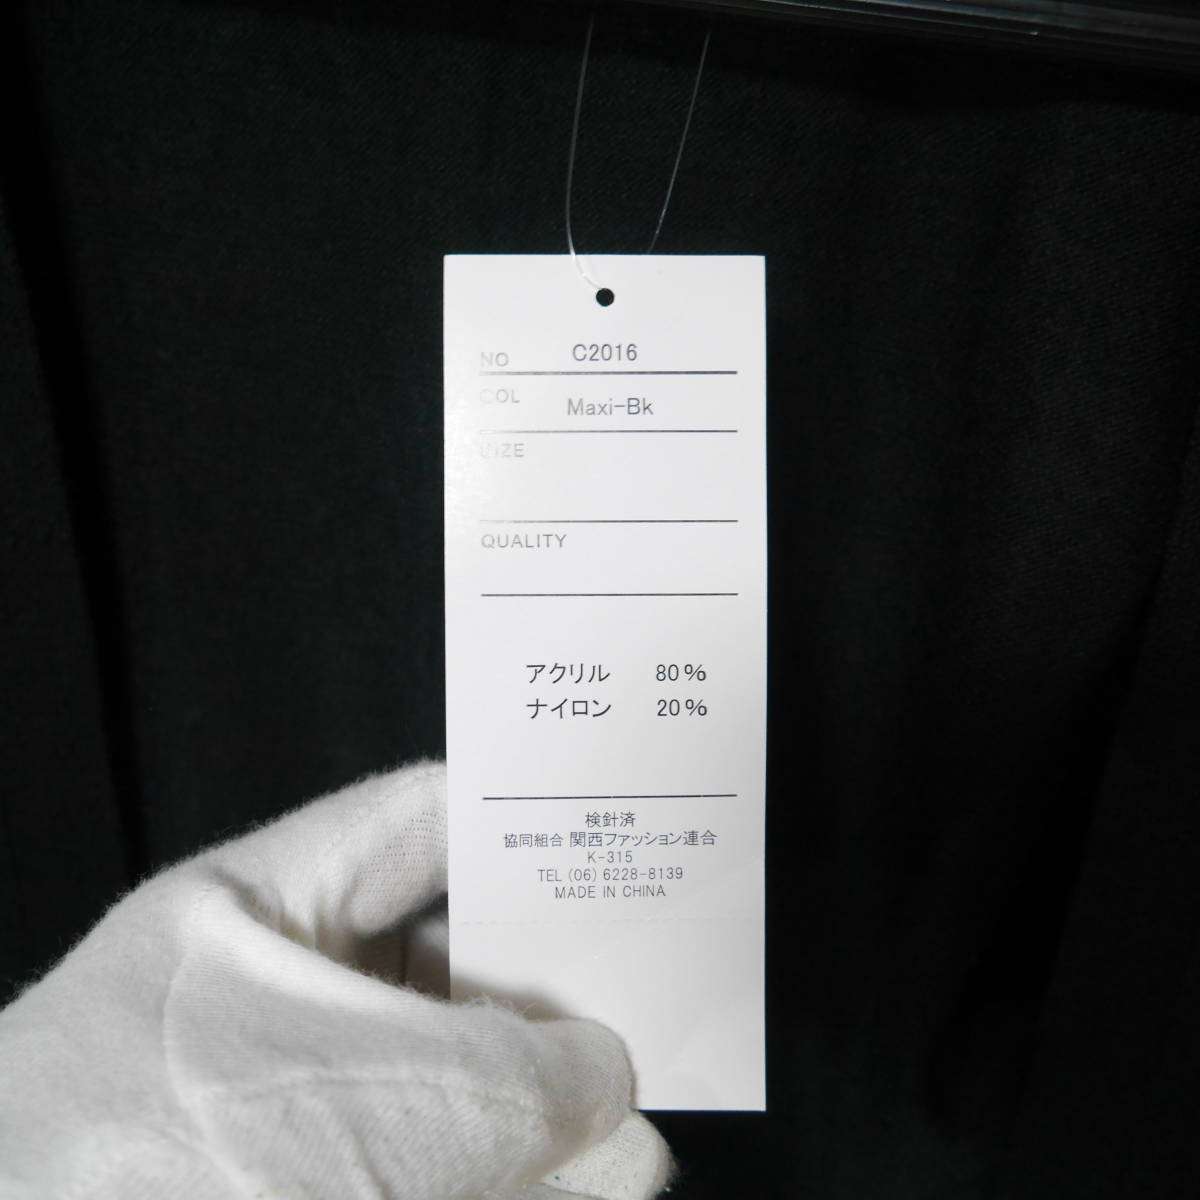 NO C2016
COL Maxi-Bk
SIZE
QUALITY
アクリル 80%
ナイロン 20%
検針済
協同組合 関西ファッション連合
K-315
TEL (06) 6228-8139
MADE IN CHINA